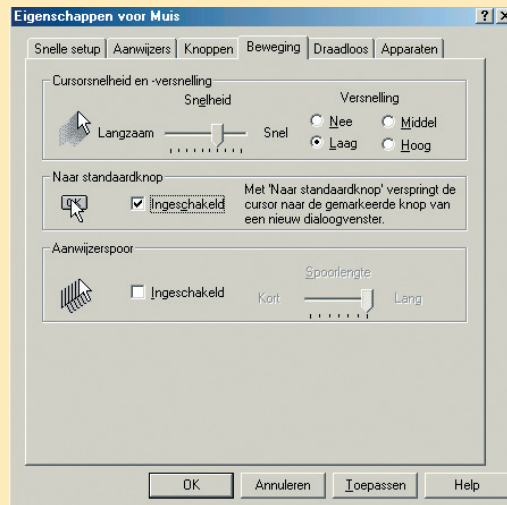 Eigenschappen voor Muis
Snelle setup Aanwijzers Knoppen Beweging Draadloos Apparaten
Cursorsnelheid en -versnelling
Snelheid
Langzaam Snel
Versnelling
Nee Middel
Laag Hoog
Naar standaardknop
OK
Ingeschakeld
Met 'Naar standaardknop' verspringt de
cursor naar de gemarkeerde knop van
een nieuw dialoogvenster.
Aanwijzerspoor
Ingeschakeld
Spoorlengte
Kort Lang
OK Annuleren Toepassen Help